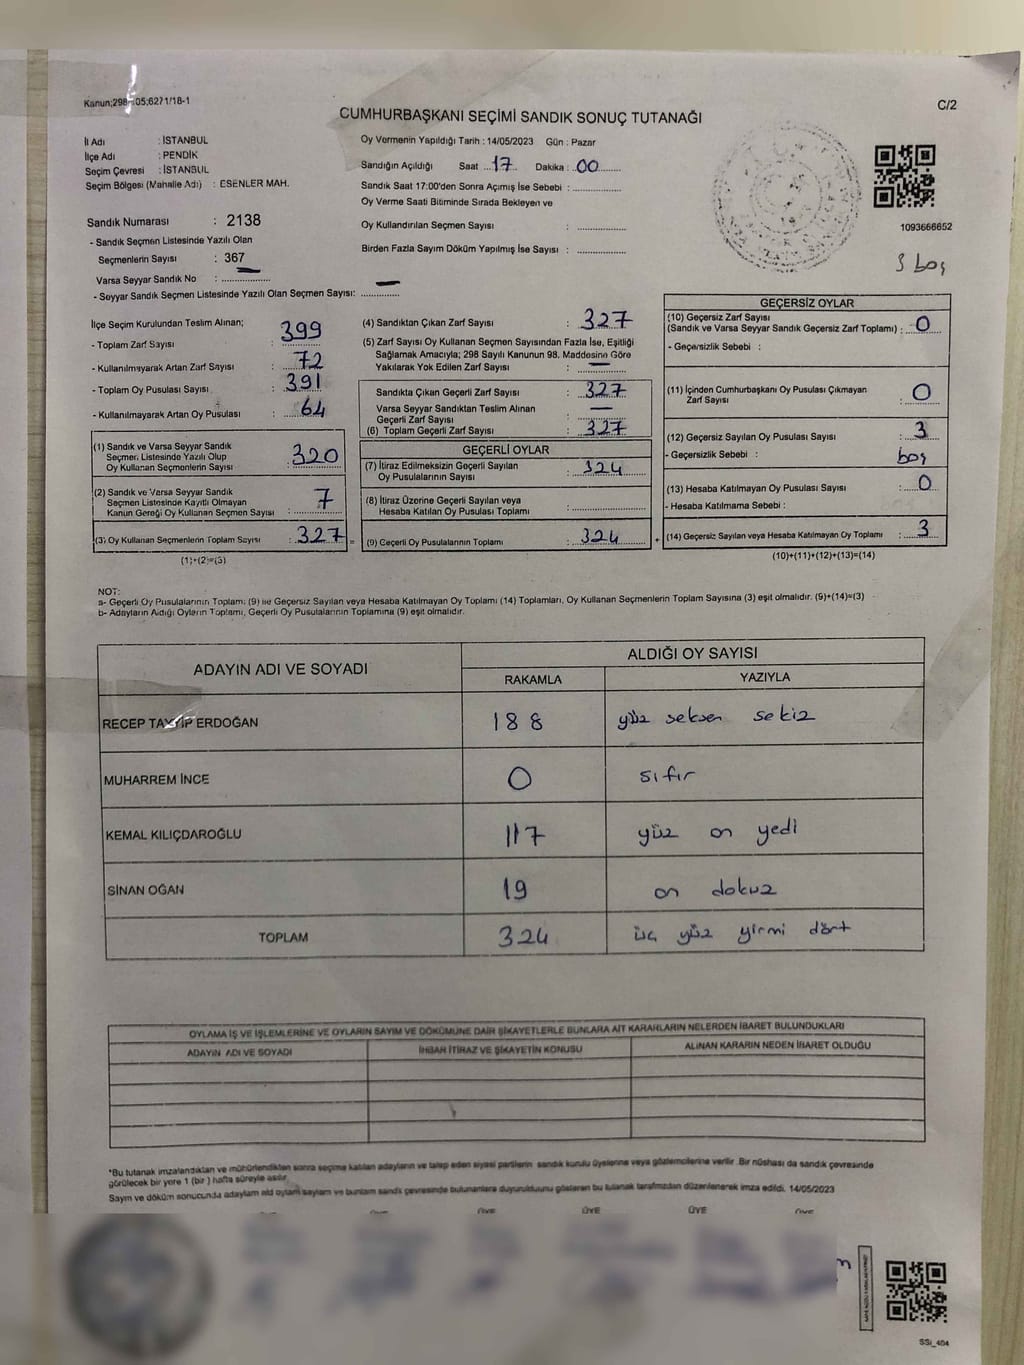 Kanun;298 05;6271/18-1
C/2
CUMHURBAŞKANI SEÇİMİ SANDIK SONUÇ TUTANAĞI
İl Adı : İSTANBUL
İlçe Adı : PENDİK
Seçim Çevresi : İSTANBUL
Seçim Bölgesi (Mahalle Adı) : ESENLER MAH.
Oy Vermenin Yapıldığı Tarih : 14/05/2023 Gün : Pazar
Sandığın Açıldığı Saat ...17 Dakika : .00
Sandık Saat 17:00'den Sonra Açımış İse Sebebi :
Oy Verme Saati Bitiminde Sırada Bekleyen ve
Oy Kullandırılan Seçmen Sayısı :
Birden Fazla Sayım Döküm Yapılmış İse Sayısı :
1093666652
3 boş
Sandık Numarası : 2138
- Sandık Seçmen Listesinde Yazılı Olan
Seçmenlerin Sayısı : 367
Varsa Seyyar Sandık No : —
- Seyyar Sandık Seçmen Listesinde Yazılı Olan Seçmen Sayısı: —
İlçe Seçim Kurulundan Teslim Alınan;
- Toplam Zarf Sayısı : 399
- Kullanılmayarak Artan Zarf Sayısı : 72
- Toplam Oy Pusulası Sayısı : 391
- Kullanılmayarak Artan Oy Pusulası : 64
(1) Sandık ve Varsa Seyyar Sandık
Seçmen Listesinde Yazılı Olup
Oy Kullanan Seçmenlerin Sayısı : 320
(2) Sandık ve Varsa Seyyar Sandık
Seçmen Listesinde Kayıtlı Olmayan
Kanun Gereği Oy Kullanan Seçmen Sayısı : 7
(3) Oy Kullanan Seçmenlerin Toplam Sayısı : 327 =
(1)+(2)=(3)
(4) Sandıktan Çıkan Zarf Sayısı : 327
(5) Zarf Sayısı Oy Kullanan Seçmen Sayısından Fazla İse, Eşitliği
Sağlamak Amacıyla; 298 Sayılı Kanunun 98. Maddesine Göre
Yakılarak Yok Edilen Zarf Sayısı : —
Sandıkta Çıkan Geçerli Zarf Sayısı : 327
Varsa Seyyar Sandıktan Teslim Alınan
Geçerli Zarf Sayısı : —
(6) Toplam Geçerli Zarf Sayısı : 327
GEÇERLİ OYLAR
(7) İtiraz Edilmeksizin Geçerli Sayılan
Oy Pusulalarının Sayısı : 324
(8) İtiraz Üzerine Geçerli Sayılan veya
Hesaba Katılan Oy Pusulası Toplamı :
(9) Geçerli Oy Pusulalarının Toplamı : 324 +
GEÇERSİZ OYLAR
(10) Geçersiz Zarf Sayısı
(Sandık ve Varsa Seyyar Sandık Geçersiz Zarf Toplamı) : 0
- Geçersizlik Sebebi :
(11) İçinden Cumhurbaşkanı Oy Pusulası Çıkmayan
Zarf Sayısı : 0
(12) Geçersiz Sayılan Oy Pusulası Sayısı : 3
- Geçersizlik Sebebi : boş
(13) Hesaba Katılmayan Oy Pusulası Sayısı : 0
- Hesaba Katılmama Sebebi :
(14) Geçersiz Sayılan veya Hesaba Katılmayan Oy Toplamı : 3
(10)+(11)+(12)+(13)=(14)
NOT:
a- Geçerli Oy Pusulalarının Toplamı (9) ile Geçersiz Sayılan veya Hesaba Katılmayan Oy Toplamı (14) Toplamları, Oy Kullanan Seçmenlerin Toplam Sayısına (3) eşit olmalıdır. (9)+(14)=(3)
b- Adayların Aldığı Oyların Toplamı, Geçerli Oy Pusulalarının Toplamına (9) eşit olmalıdır.
ADAYIN ADI VE SOYADI ALDIĞI OY SAYISI
RAKAMLA YAZIYLA
RECEP TAYYİP ERDOĞAN 188 yüz seksen sekiz
MUHARREM İNCE 0 sıfır
KEMAL KILIÇDAROĞLU 117 yüz on yedi
SİNAN OĞAN 19 on dokuz
TOPLAM 324 üç yüz yirmi dört
OYLAMA İŞ VE İŞLEMLERİNE VE OYLARIN SAYIM VE DÖKÜMÜNE DAİR ŞİKAYETLERLE BUNLARA AİT KARARLARIN NELERDEN İBARET BULUNDUKLARI
ADAYIN ADI VE SOYADI İHBAR İTİRAZ VE ŞİKAYETİN KONUSU ALINAN KARARIN NEDEN İBARET OLDUĞU
*Bu tutanak imzalandıktan ve mühürlendikten sonra seçime katılan adayların ve talep eden siyasi partilerin sandık kurulu üyelerine veya gözlemcilerine verilir. Bir nüshası da sandık çevresinde
görülecek bir yere 1 (bir) hafta süreyle asılır.
Sayım ve döküm sonucunda adayların aldığı oyların sayısını ve bunların sandık çevresinde bulunanlara duyurulduğunu gösteren bu tutanak tarafımızdan düzenlenerek imza edildi. 14/05/2023
ÜYE ÜYE ÜYE ÜYE ÜYE ÜYE
SSi_404